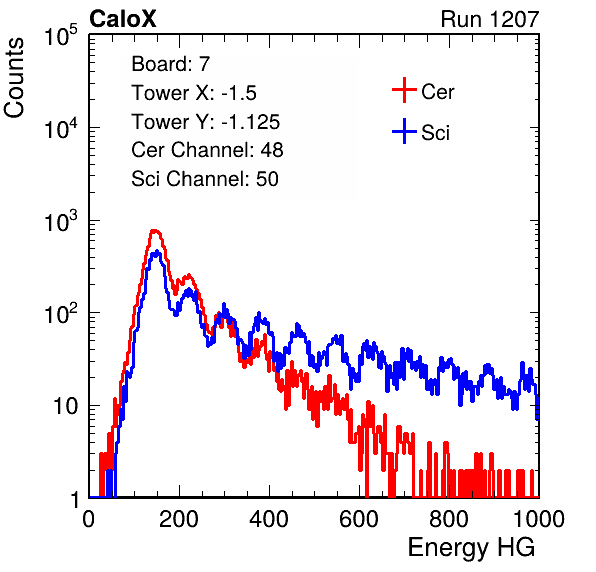 CaloX Run 1207
Board: 7
Tower X: -1.5
Tower Y: -1.125
Cer Channel: 48
Sci Channel: 50
Cer
Sci
Counts
10^5
10^4
10^3
10^2
10
1
0 200 400 600 800 1000
Energy HG